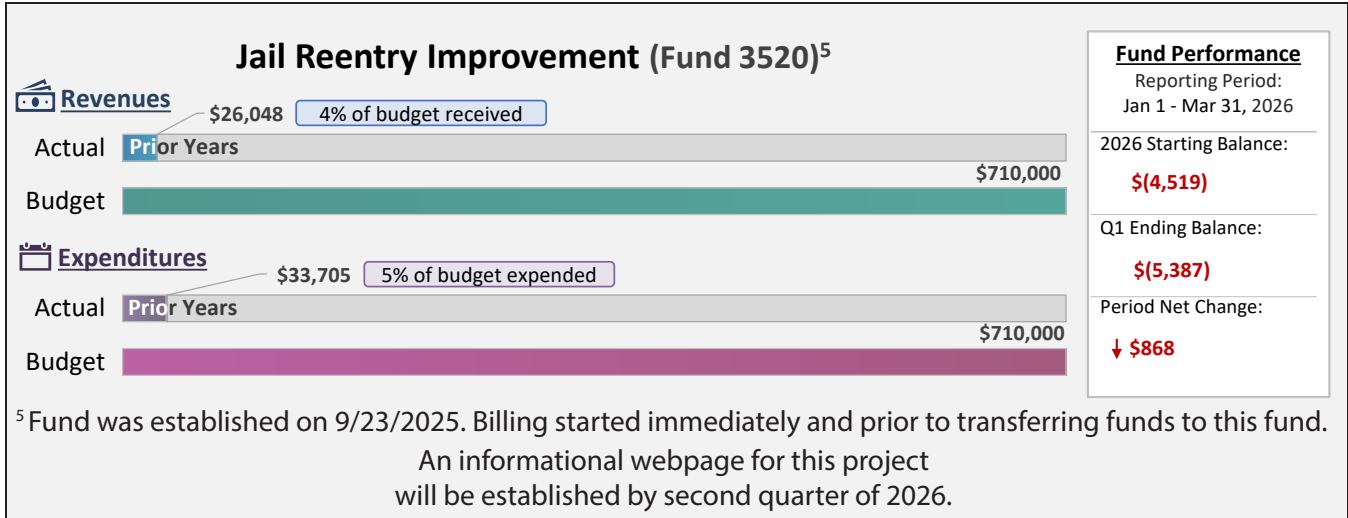 Jail Reentry Improvement (Fund 3520)5
Revenues
$26,048 4% of budget received
Actual Prior Years
$710,000
Budget
Expenditures
$33,705 5% of budget expended
Actual Prior Years
$710,000
Budget
Fund Performance
Reporting Period:
Jan 1 - Mar 31, 2026
2026 Starting Balance:
$(4,519)
Q1 Ending Balance:
$(5,387)
Period Net Change:
↓ $868
5 Fund was established on 9/23/2025. Billing started immediately and prior to transferring funds to this fund.
An informational webpage for this project
will be established by second quarter of 2026.